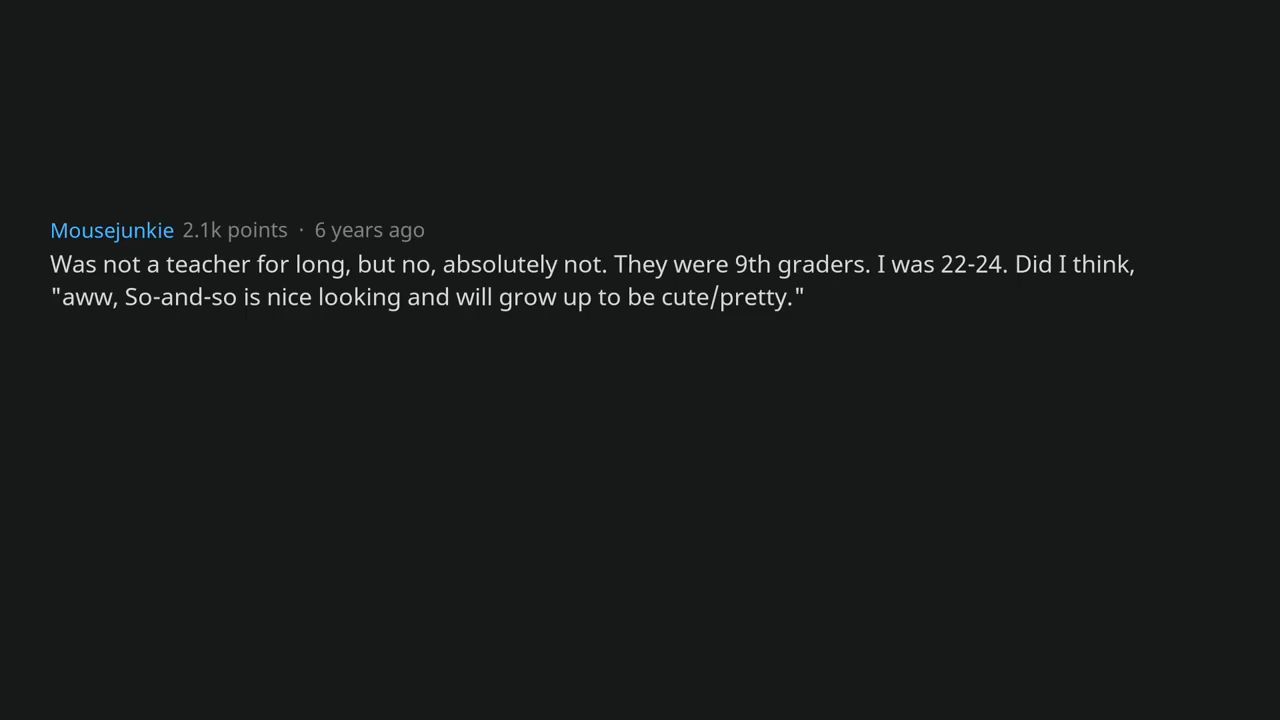 Mousejunkie 2.1k points · 6 years ago
Was not a teacher for long, but no, absolutely not. They were 9th graders. I was 22-24. Did I think,
"aww, So-and-so is nice looking and will grow up to be cute/pretty."